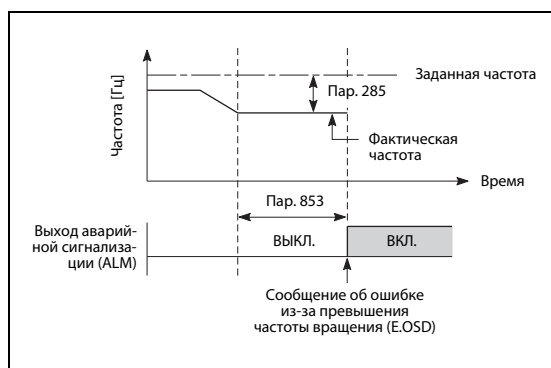 Частота [Гц]
Заданная частота
Пар. 285
Фактическая
частота
Время
Пар. 853
Выход аварий-
ной сигнализа-
ции (ALM)
ВЫКЛ.
ВКЛ.
Сообщение об ошибке
из-за превышения
частоты вращения (E.OSD)